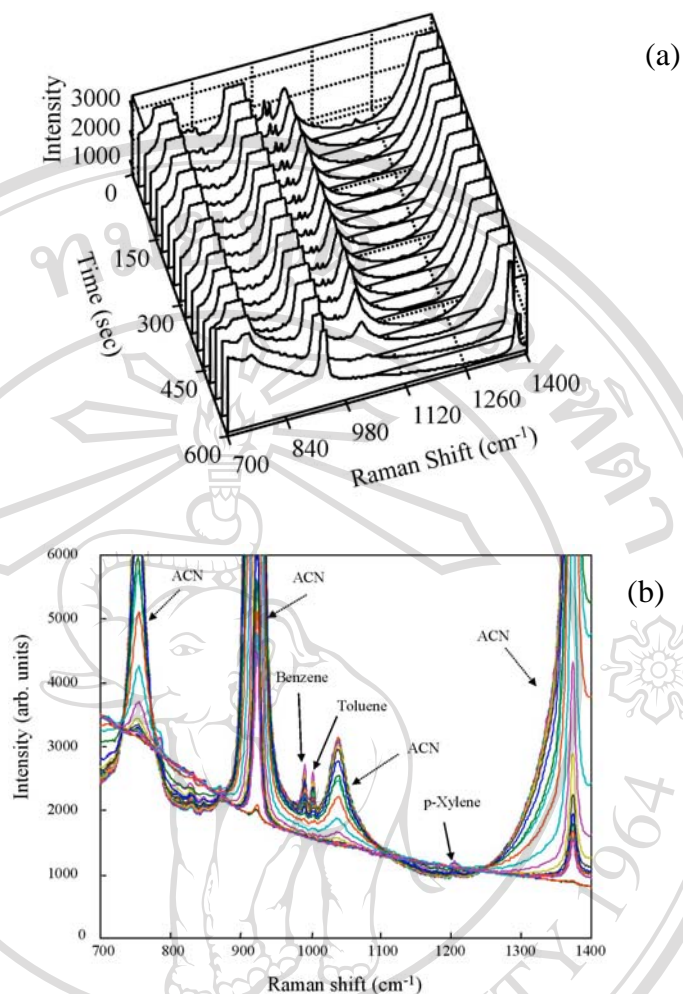 (a)
Intensity
3000
2000
1000
0
150
300
450
600
Time (sec)
700
840
980
1120
1260
1400
Raman Shift (cm-1)
(b)
6000
5000
4000
3000
2000
1000
0
Intensity (arb. units)
ACN
ACN
ACN
Benzene
Toluene
ACN
p-Xylene
700
800
900
1000
1100
1200
1300
1400
Raman shift (cm-1)
1964